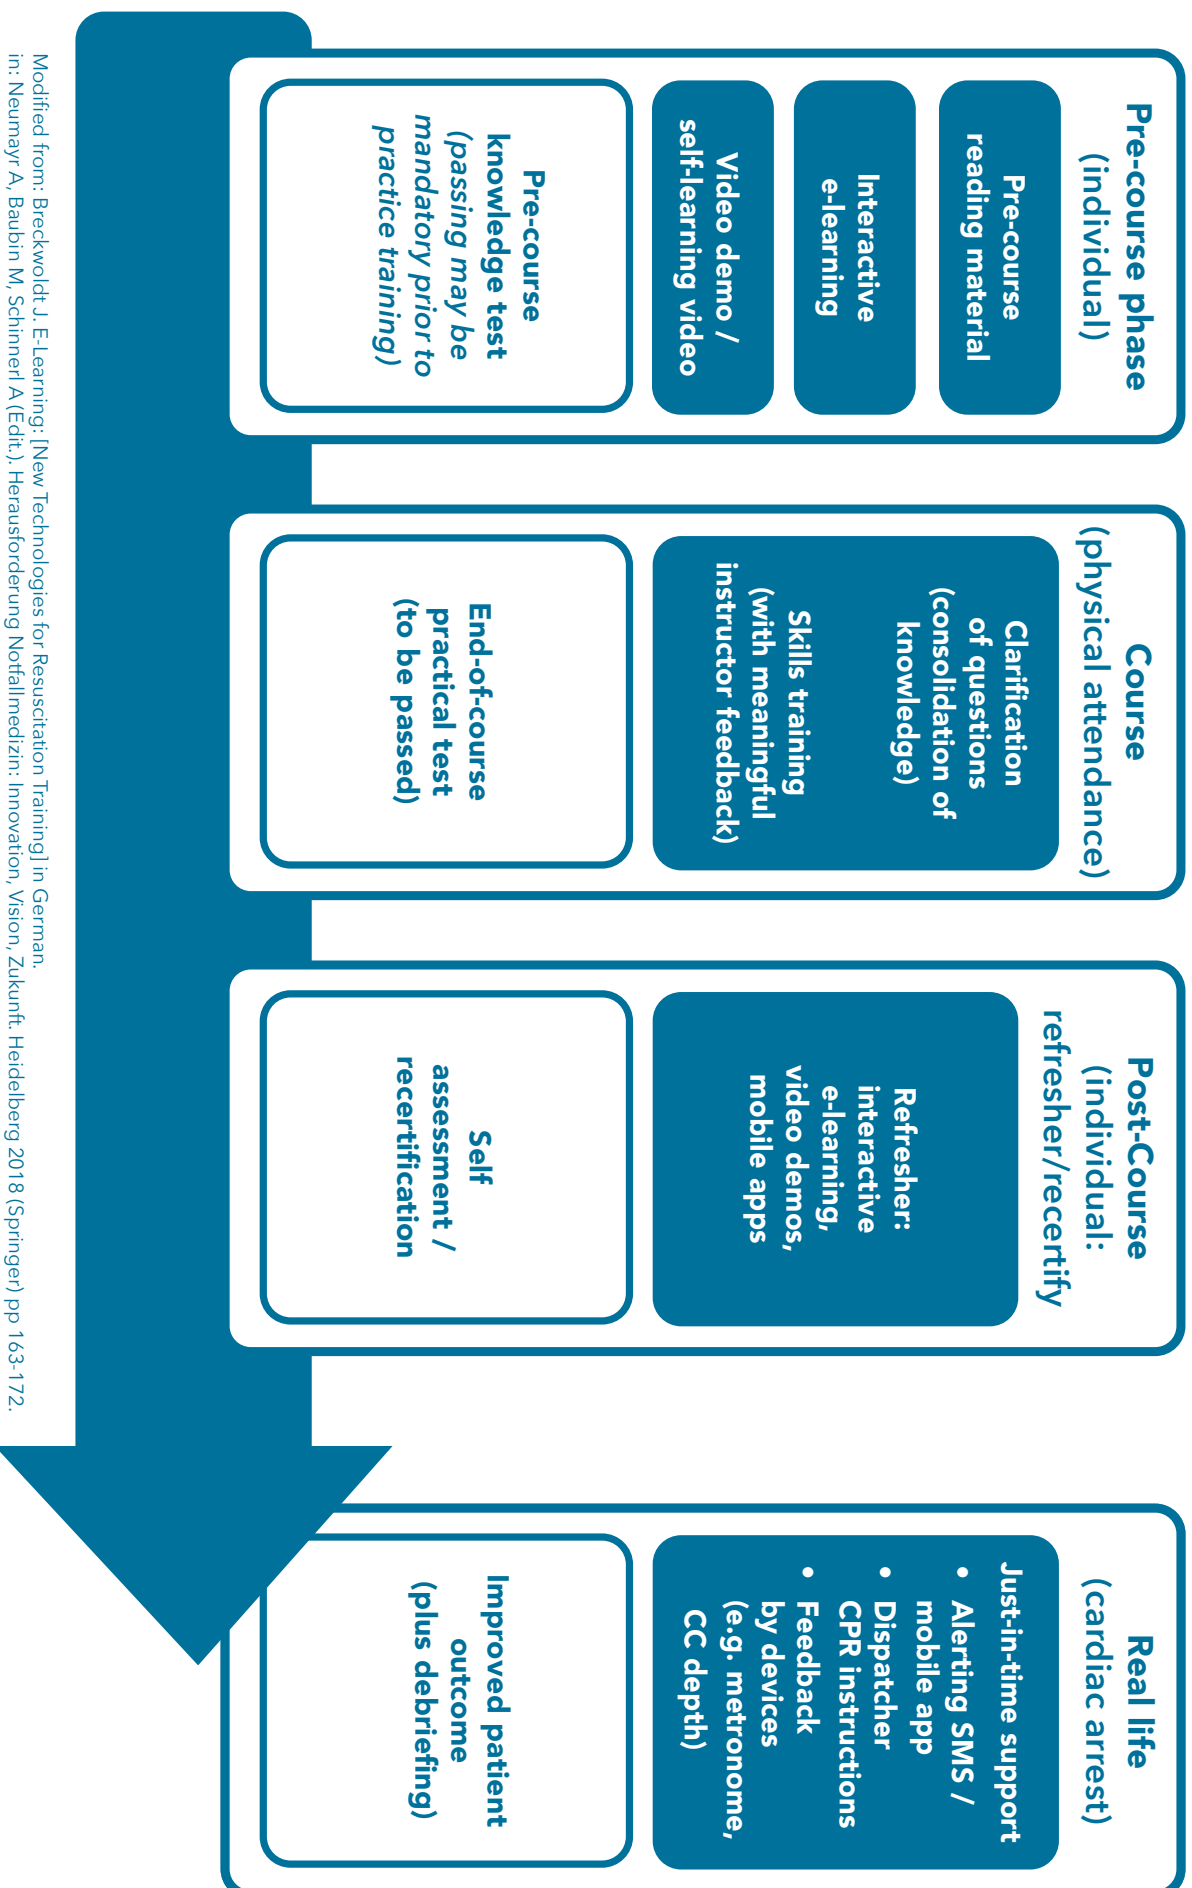 Pre-course phase
(individual)
Pre-course
reading material
Interactive
e-learning
Video demo /
self-learning video
Pre-course
knowledge test
(passing may be
mandatory prior to
practice training)
Course
(physical attendance)
Clarification
of questions
(consolidation of
knowledge)
Skills training
(with meaningful
instructor feedback)
End-of-course
practical test
(to be passed)
Post-Course
(individual:
refresher/recertify
Refresher:
interactive
e-learning,
video demos,
mobile apps
Self
assessment /
recertification
Real life
(cardiac arrest)
Just-in-time support
• Alerting SMS /
mobile app
• Dispatcher
CPR instructions
• Feedback
by devices
(e.g. metronome,
CC depth)
Improved patient
outcome
(plus debriefing)
Modified from: Breckwoldt J. E-Learning: [New Technologies for Resuscitation Training] in German.
in: Neumayr A, Baubin M, Schinnerl A (Edit.). Herausforderung Notfallmedizin: Innovation, Vision, Zukunft. Heidelberg 2018 (Springer) pp 163-172.